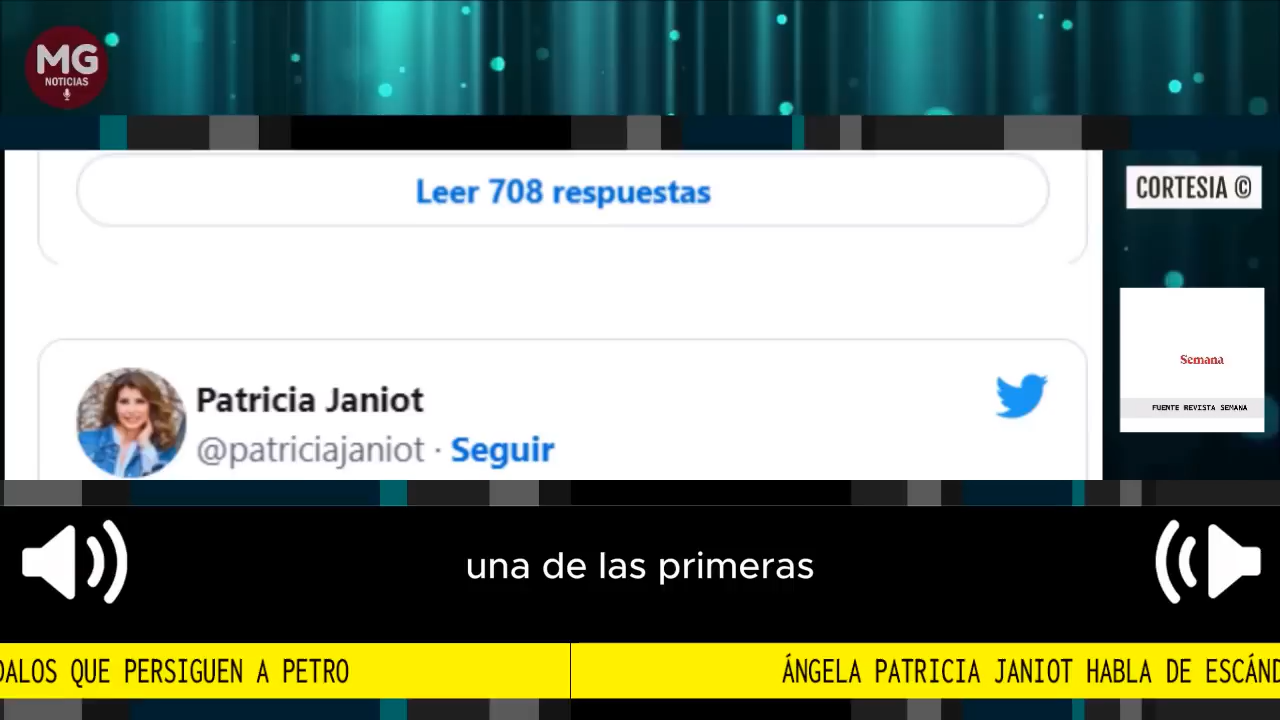 MG
NOTICIAS
Leer 708 respuestas
CORTESIA ©
Semana
FUENTE REVISTA SEMANA
Patricia Janiot
@patriciajaniot · Seguir
una de las primeras
DALOS QUE PERSIGUEN A PETRO
ÁNGELA PATRICIA JANIOT HABLA DE ESCÁND